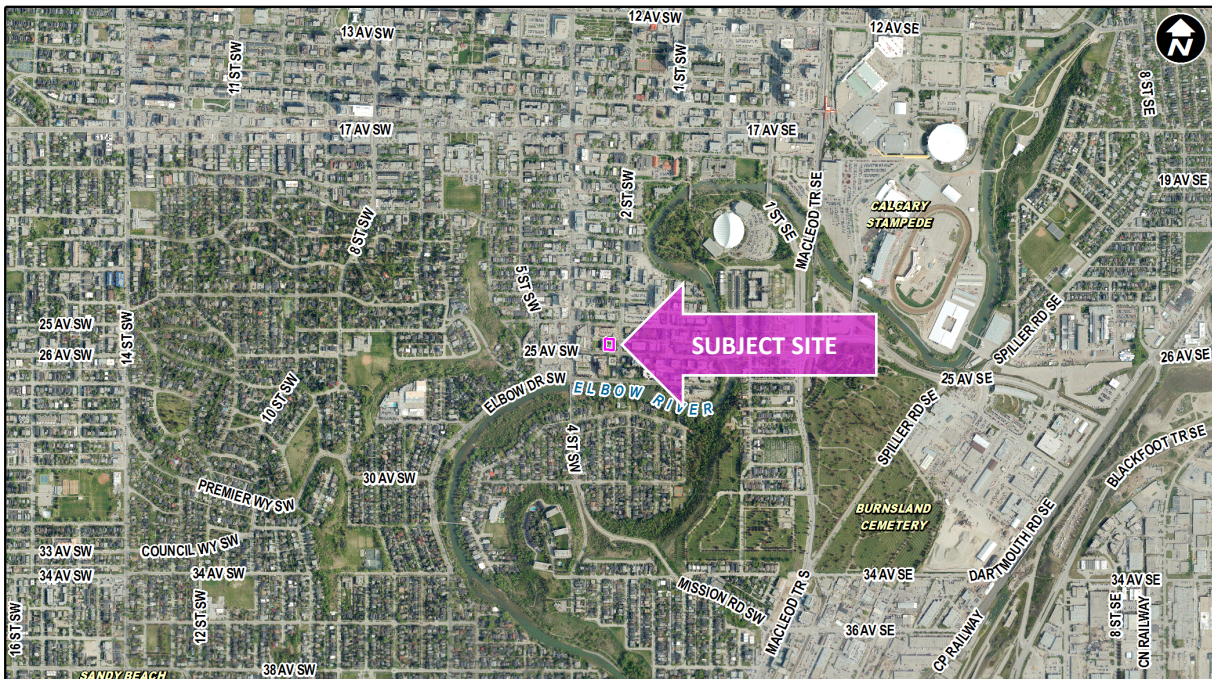 12 AV SW
12 AV SE
N
13 AV SW
11 ST SW
1 ST SW
8 ST SE
17 AV SW
17 AV SE
19 AV SE
2 ST SW
MACLEOD TR SE
1 ST SE
CALGARY
STAMPEDE
8 ST SW
5 ST SW
SPILLER RD SE
25 AV SW
14 ST SW
26 AV SW
25 AV SW
SUBJECT SITE
26 AV SE
25 AV SE
ELBOW DR SW
ELBOW RIVER
10 ST SW
4 ST SW
SPILLER RD SE
BLACKFOOT TR SE
30 AV SW
PREMIER WY SW
BURNSLAND
CEMETERY
33 AV SW
COUNCIL WY SW
DARTMOUTH RD SE
34 AV SW
34 AV SW
34 AV SE
34 AV SE
MISSION RD SW
16 ST SW
12 ST SW
MACLEOD TR S
36 AV SE
8 ST SE
CN RAILWAY
CP RAILWAY
38 AV SW
SANDY BEACH